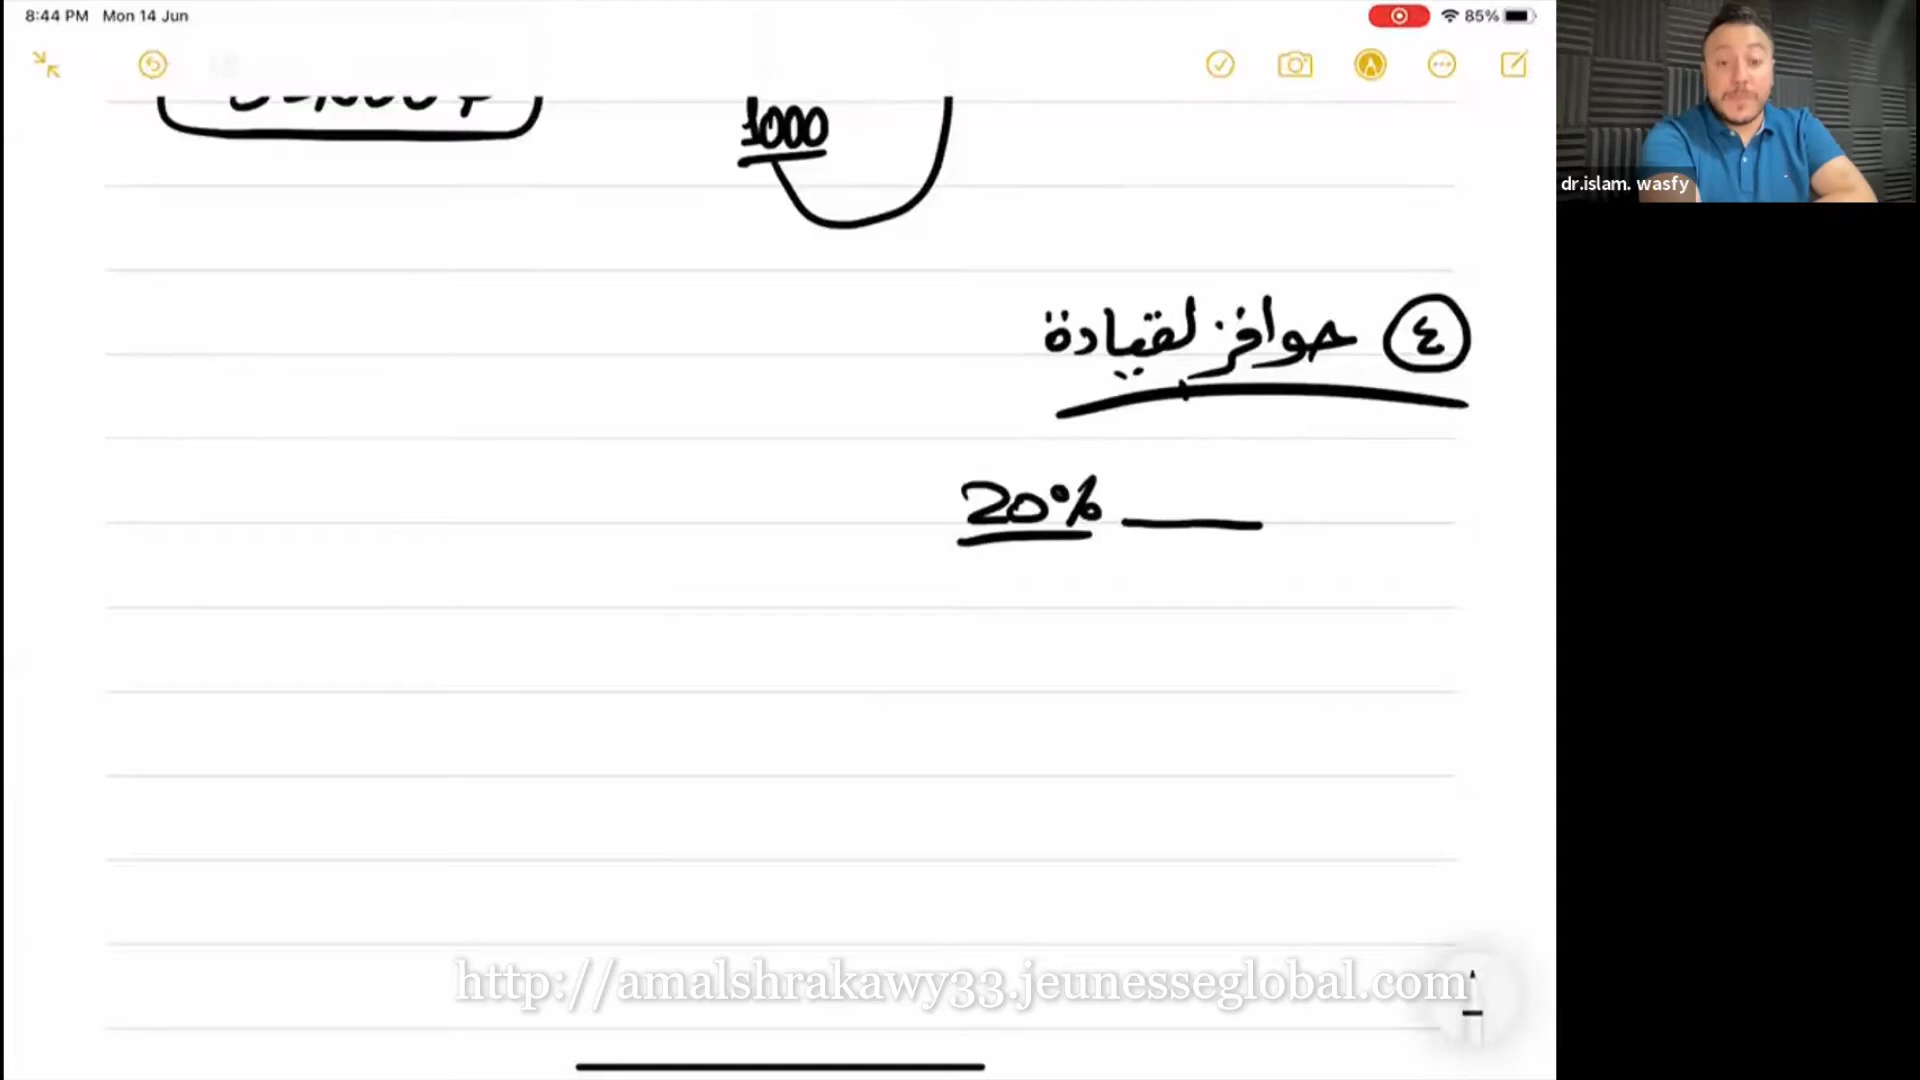 8:44 PM Mon 14 Jun
85%
1000
٤ حوافز لقيادة
20%
dr.islam. wasfy
http://amalshrakawy33.jeunesseglobal.com